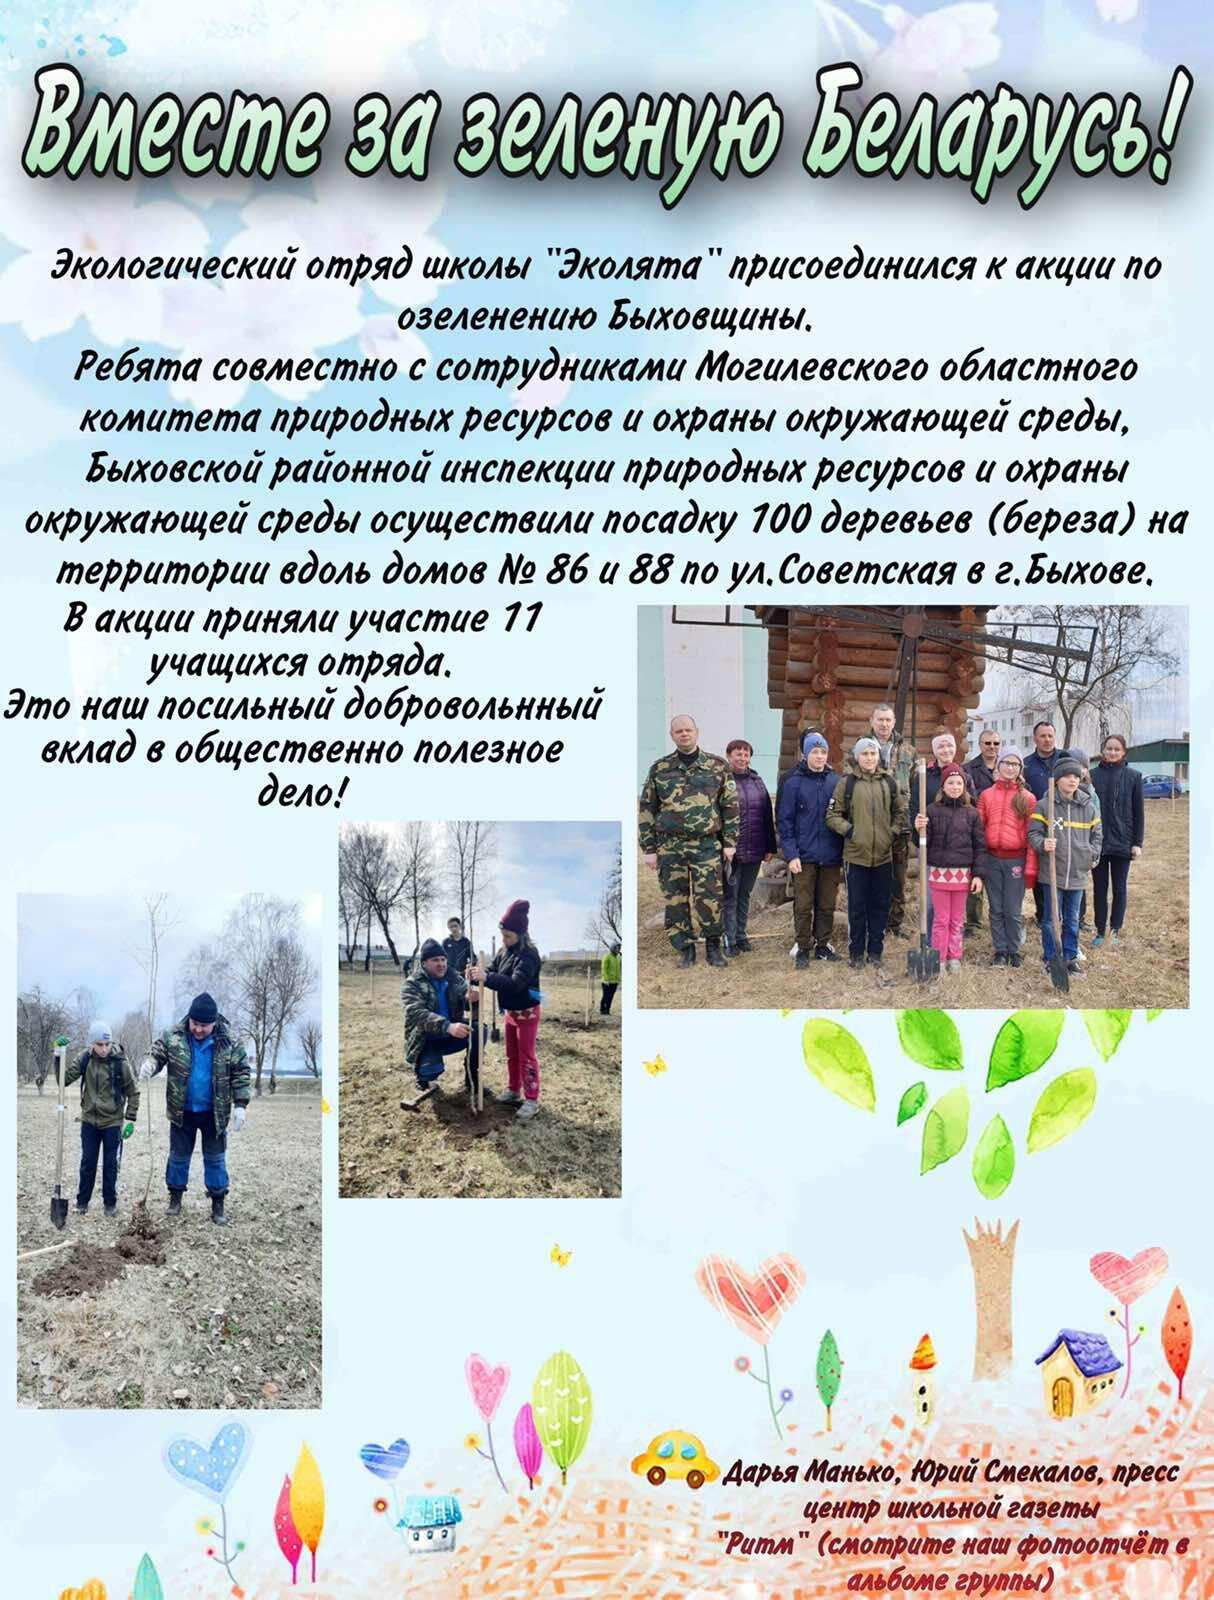 Вместе за зеленую Беларусь!
Экологический отряд школы "Эколята" присоединился к акции по
озеленению Быховщины.
Ребята совместно с сотрудниками Могилевского областного
комитета природных ресурсов и охраны окружающей среды,
Быховской районной инспекции природных ресурсов и охраны
окружающей среды осуществили посадку 100 деревьев (береза) на
территории вдоль домов № 86 и 88 по ул.Советская в г.Быхове.
В акции приняли участие 11
учащихся отряда.
Это наш посильный добровольнный
вклад в общественно полезное
дело!
Дарья Манько, Юрий Смекалов, пресс
центр школьной газеты
"Ритм" (смотрите наш фотоотчёт в
альбоме группы)